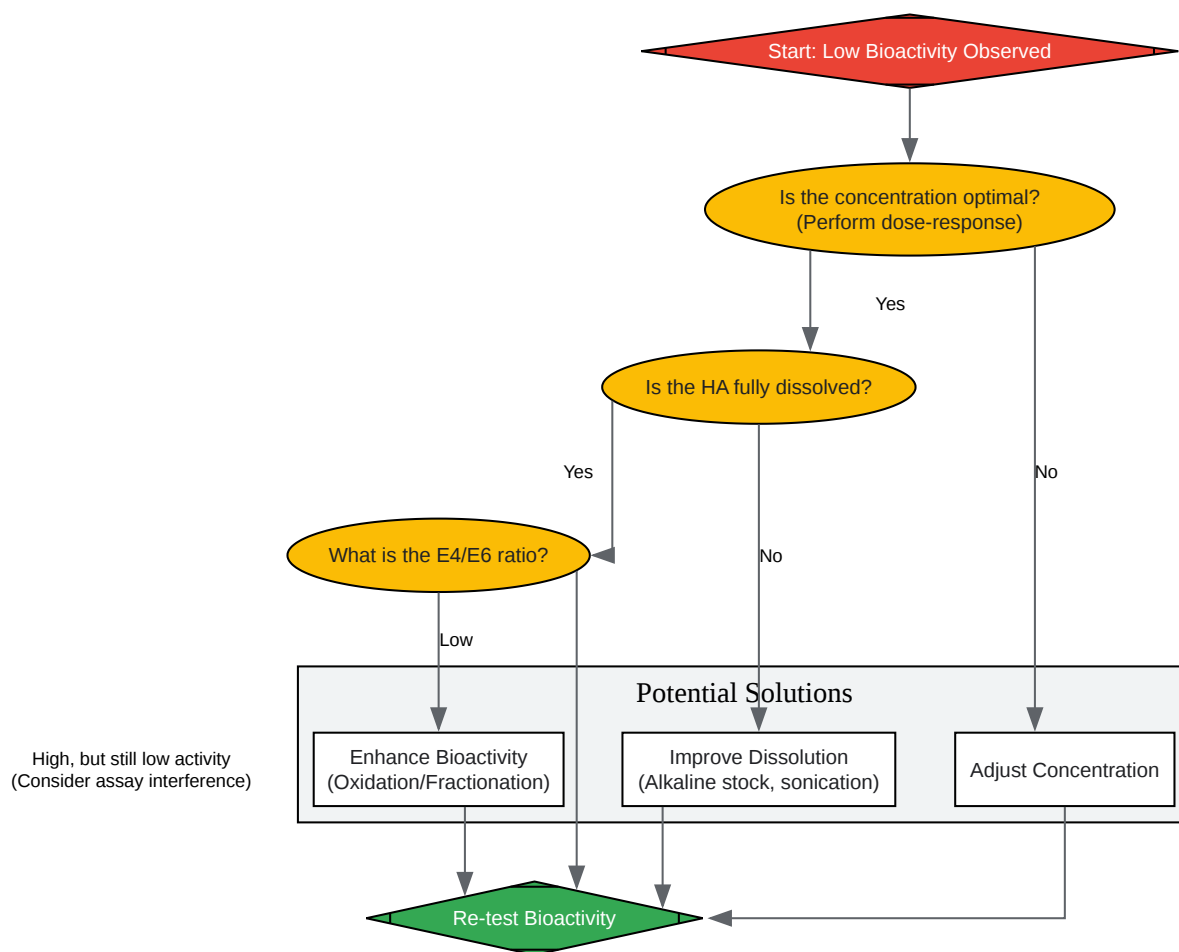 Start: Low Bioactivity Observed
Is the concentration optimal?
(Perform dose-response)
Yes
Is the HA fully dissolved?
Yes
No
What is the E4/E6 ratio?
No
Low
Potential Solutions
High, but still low activity
(Consider assay interference)
Enhance Bioactivity
(Oxidation/Fractionation)
Improve Dissolution
(Alkaline stock, sonication)
Adjust Concentration
Re-test Bioactivity